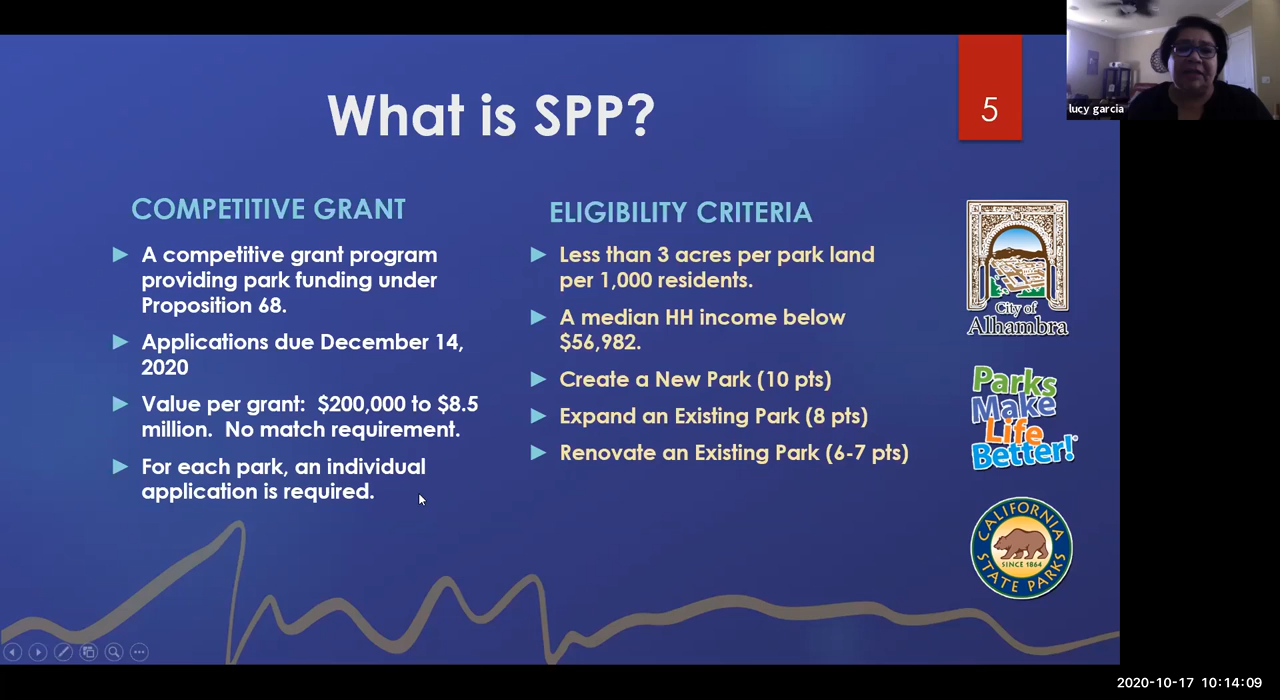 What is SPP?
5
lucy garcia
COMPETITIVE GRANT
A competitive grant program
providing park funding under
Proposition 68.
Applications due December 14,
2020
Value per grant:  $200,000 to $8.5
million.  No match requirement.
For each park, an individual
application is required.
ELIGIBILITY CRITERIA
Less than 3 acres per park land
per 1,000 residents.
A median HH income below
$56,982.
Create a New Park (10 pts)
Expand an Existing Park (8 pts)
Renovate an Existing Park (6-7 pts)
City of
Alhambra
Parks
Make
Life
Better!®
CALIFORNIA
SINCE 1864
STATE PARKS
2020-10-17 10:14:09